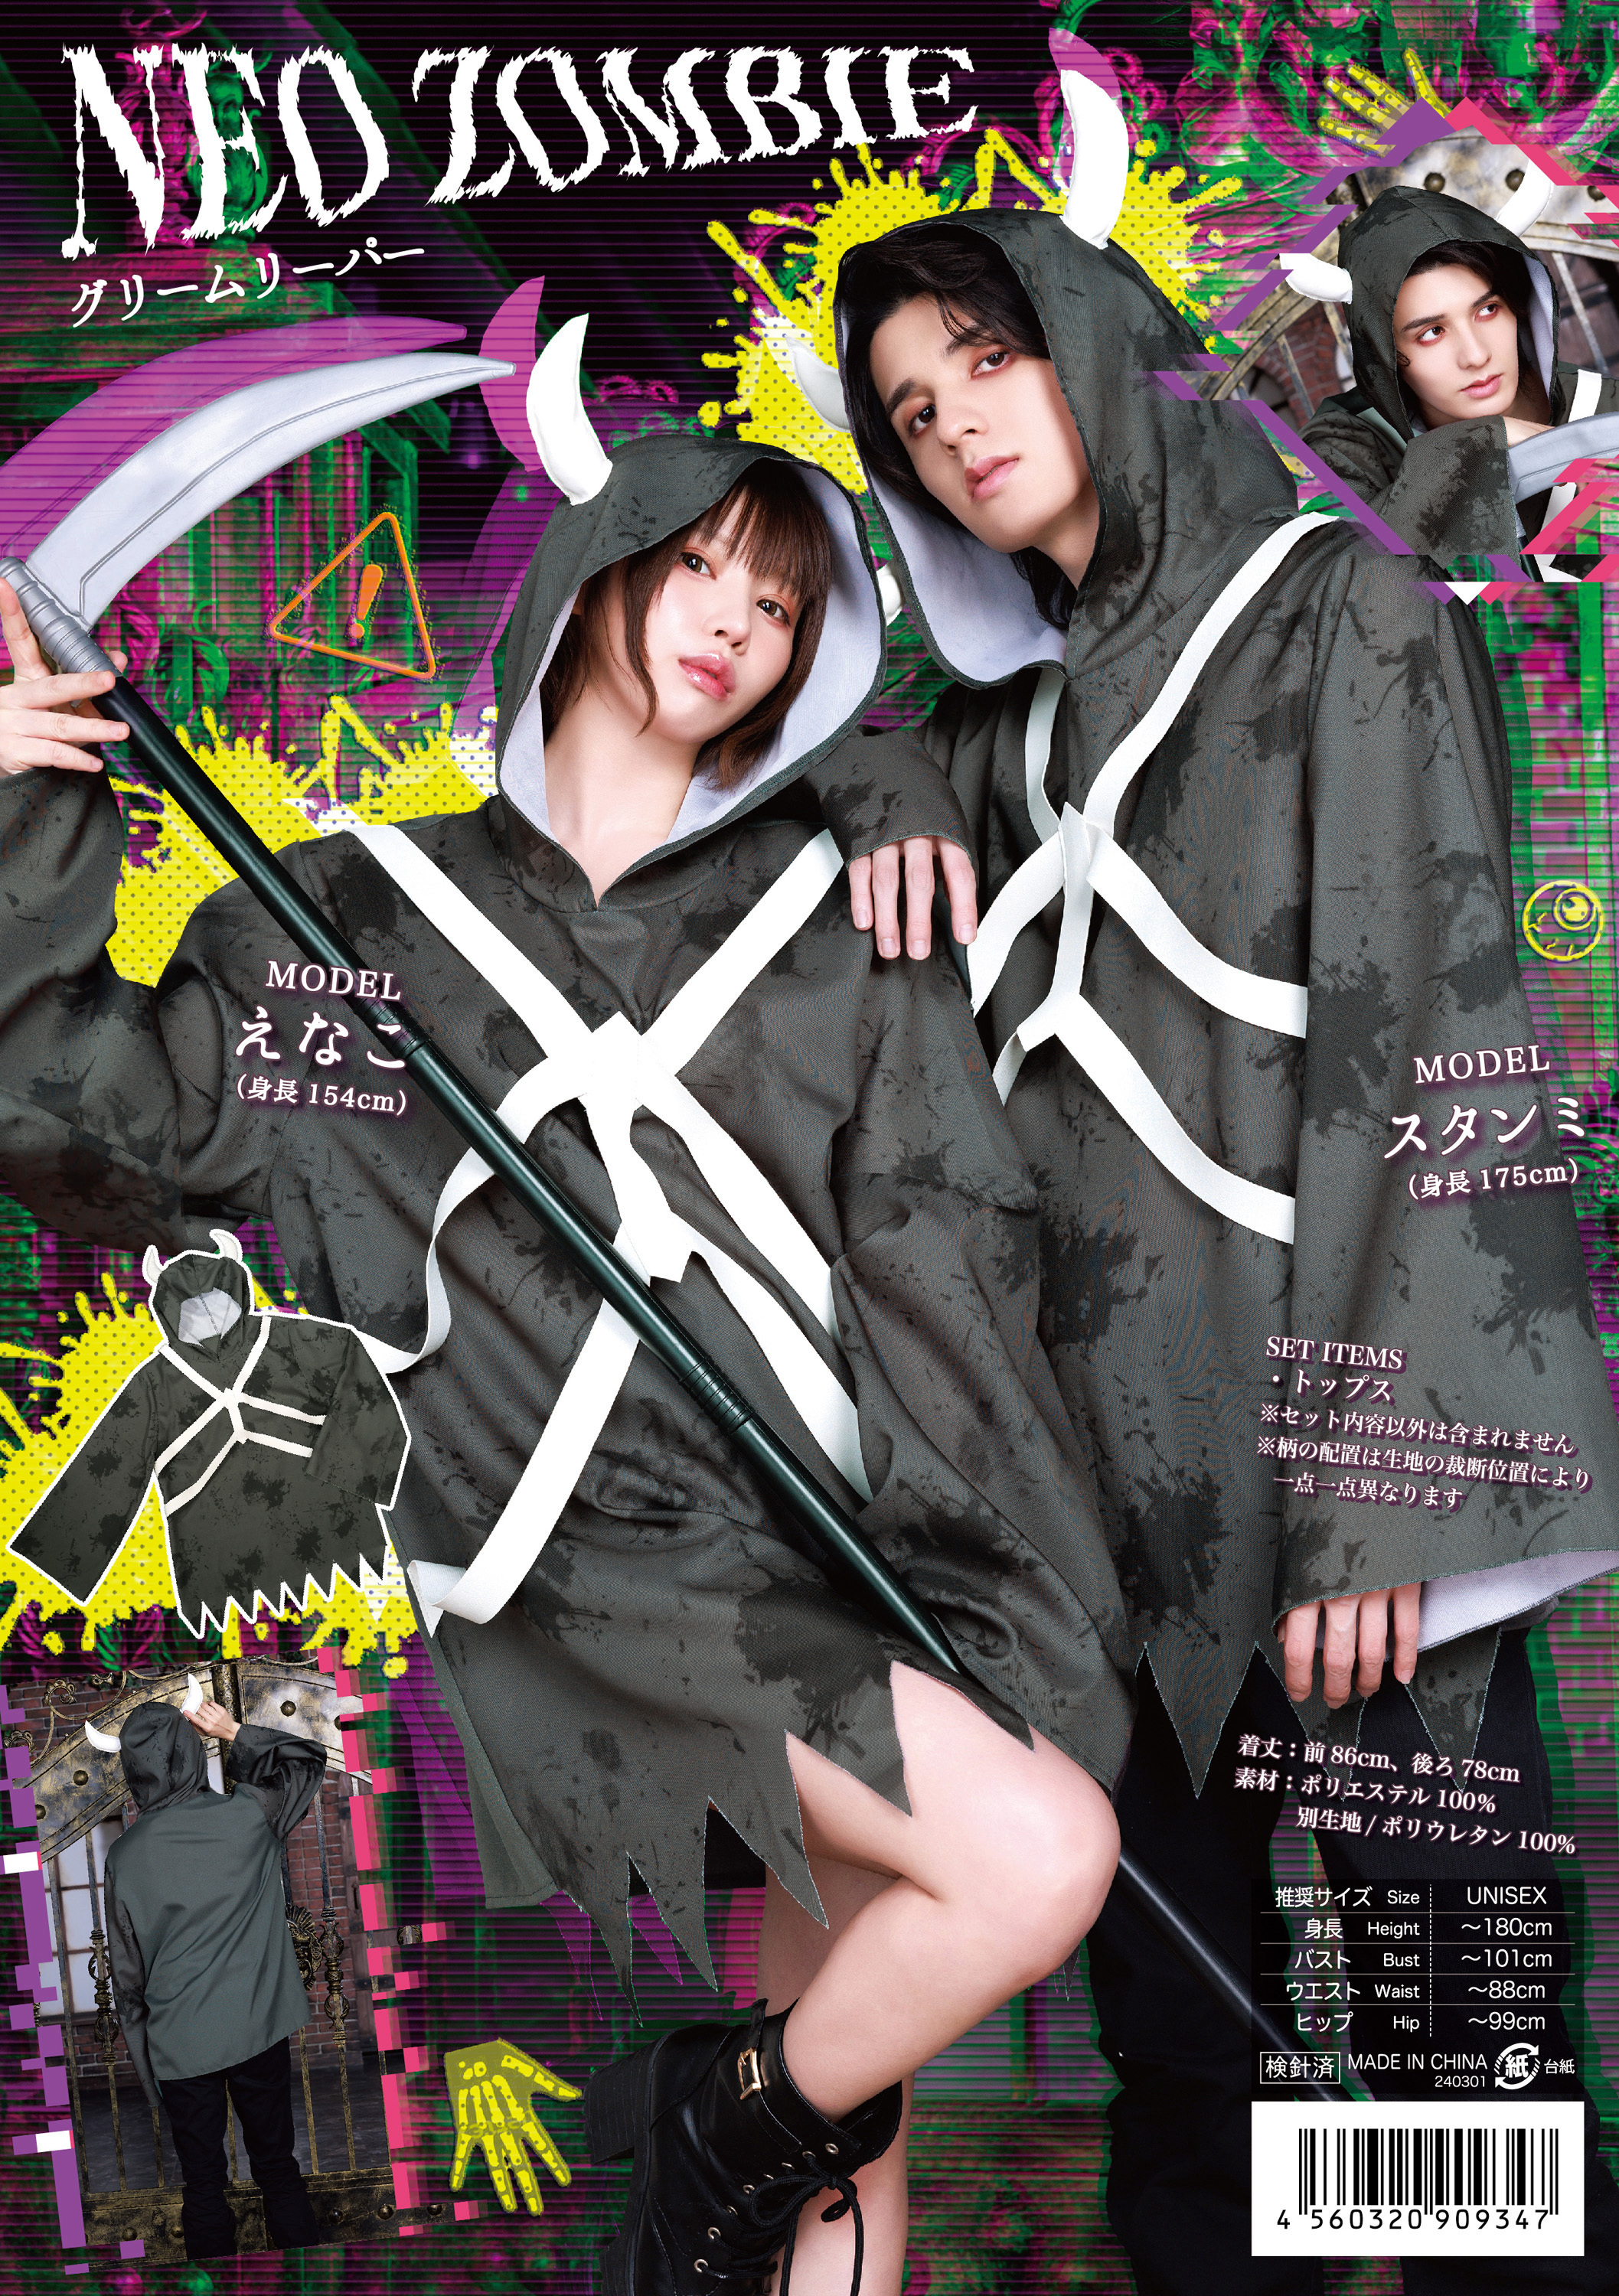 NEO ZOMBIE
グリームリーパー
MODEL
えなこ
(身長 154cm)
MODEL
スタンミ
(身長 175cm)
SET ITEMS
・トップス
※セット内容以外は含まれません
※柄の配置は生地の裁断位置により
一点一点異なります
着丈:前 86cm、後ろ 78cm
素材:ポリエステル 100%
別生地 / ポリウレタン 100%
推奨サイズ Size UNISEX
身長 Height ～180cm
バスト Bust ～101cm
ウエスト Waist ～88cm
ヒップ Hip ～99cm
検針済 MADE IN CHINA 紙 台紙
240301
4 560320 909347